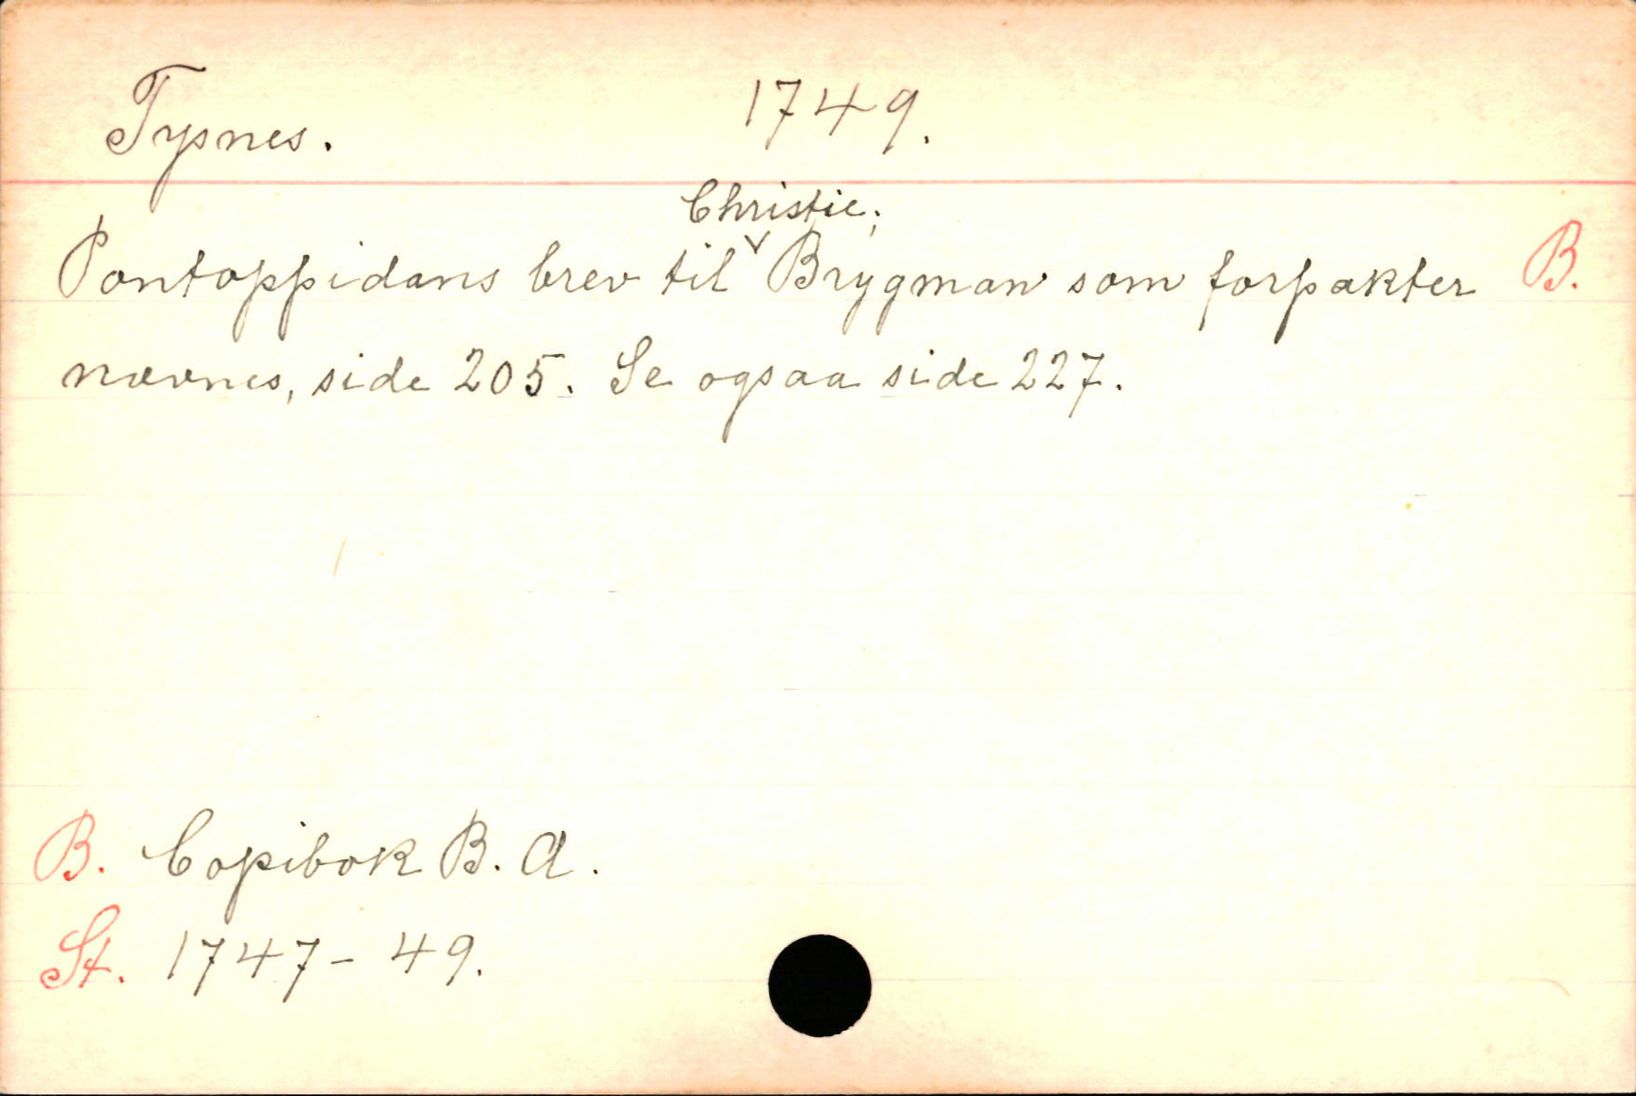 Tysnes. 1749.
Christie;
Pontoppidans brev til ᵛ Brygman som forpakter B.
nævnes, side 205. Se ogsaa side 227.
B. Copibok B. A.
St. 1747-49.